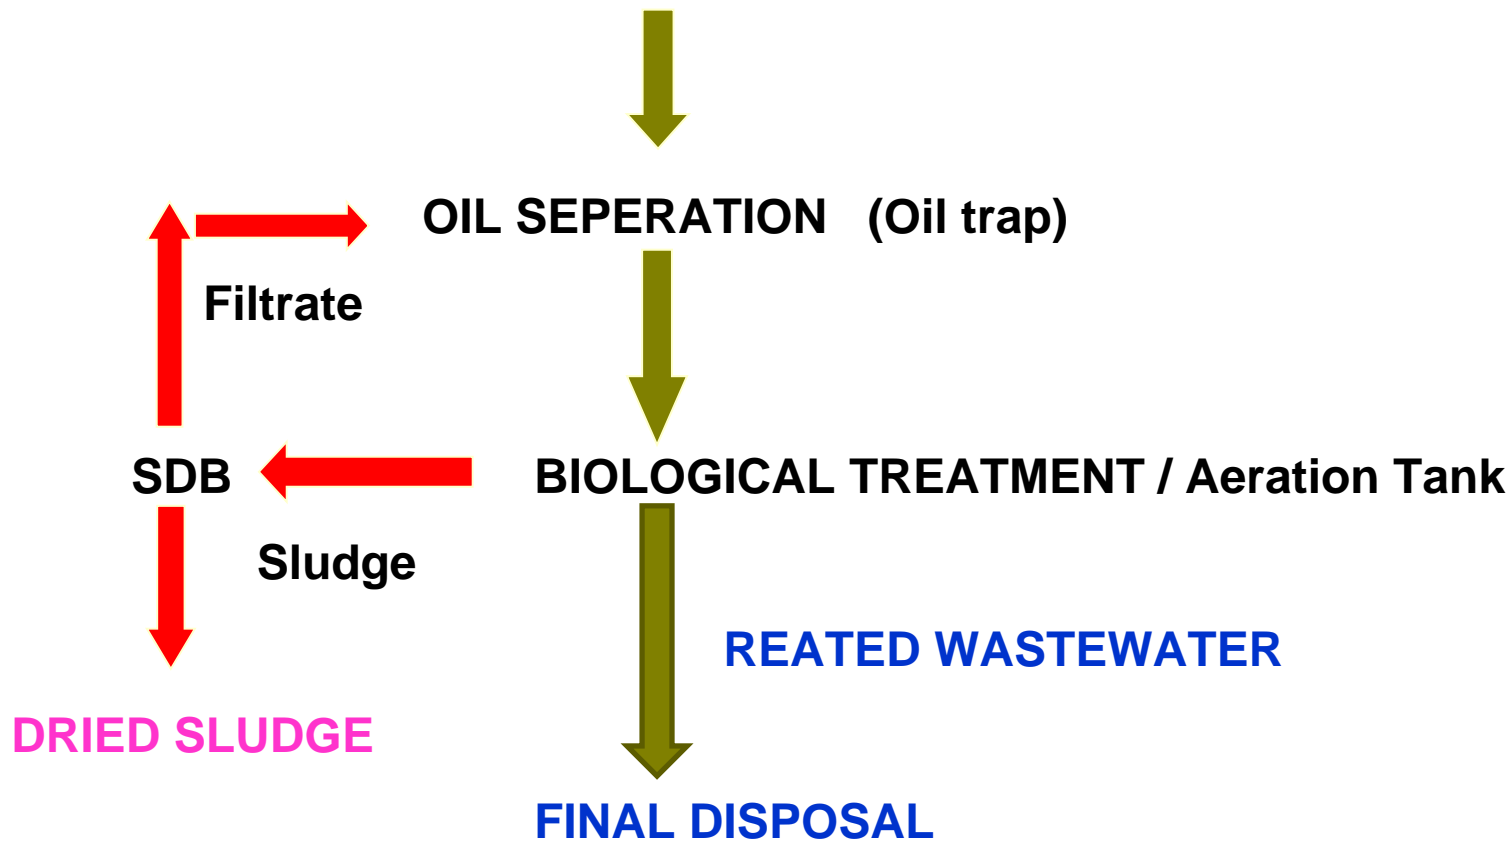 OIL SEPERATION (Oil trap)
Filtrate
SDB
BIOLOGICAL TREATMENT / Aeration Tank
Sludge
REATED WASTEWATER
DRIED SLUDGE
FINAL DISPOSAL